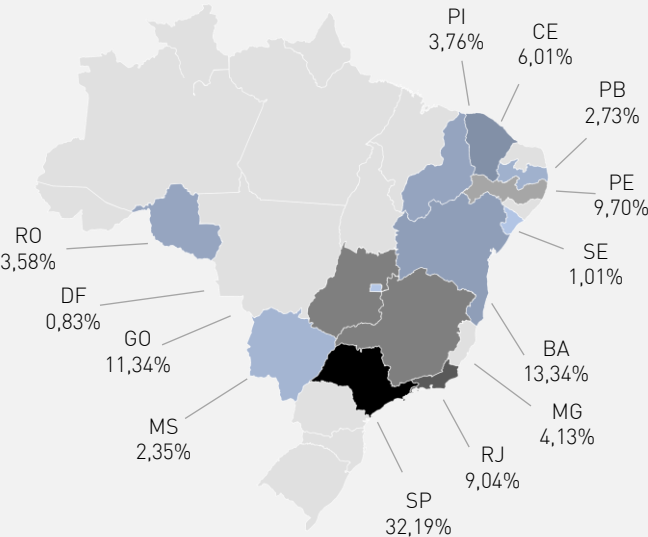 PI
3,76%
CE
6,01%
PB
2,73%
PE
9,70%
SE
1,01%
RO
3,58%
DF
0,83%
GO
11,34%
BA
13,34%
MS
2,35%
MG
4,13%
RJ
9,04%
SP
32,19%